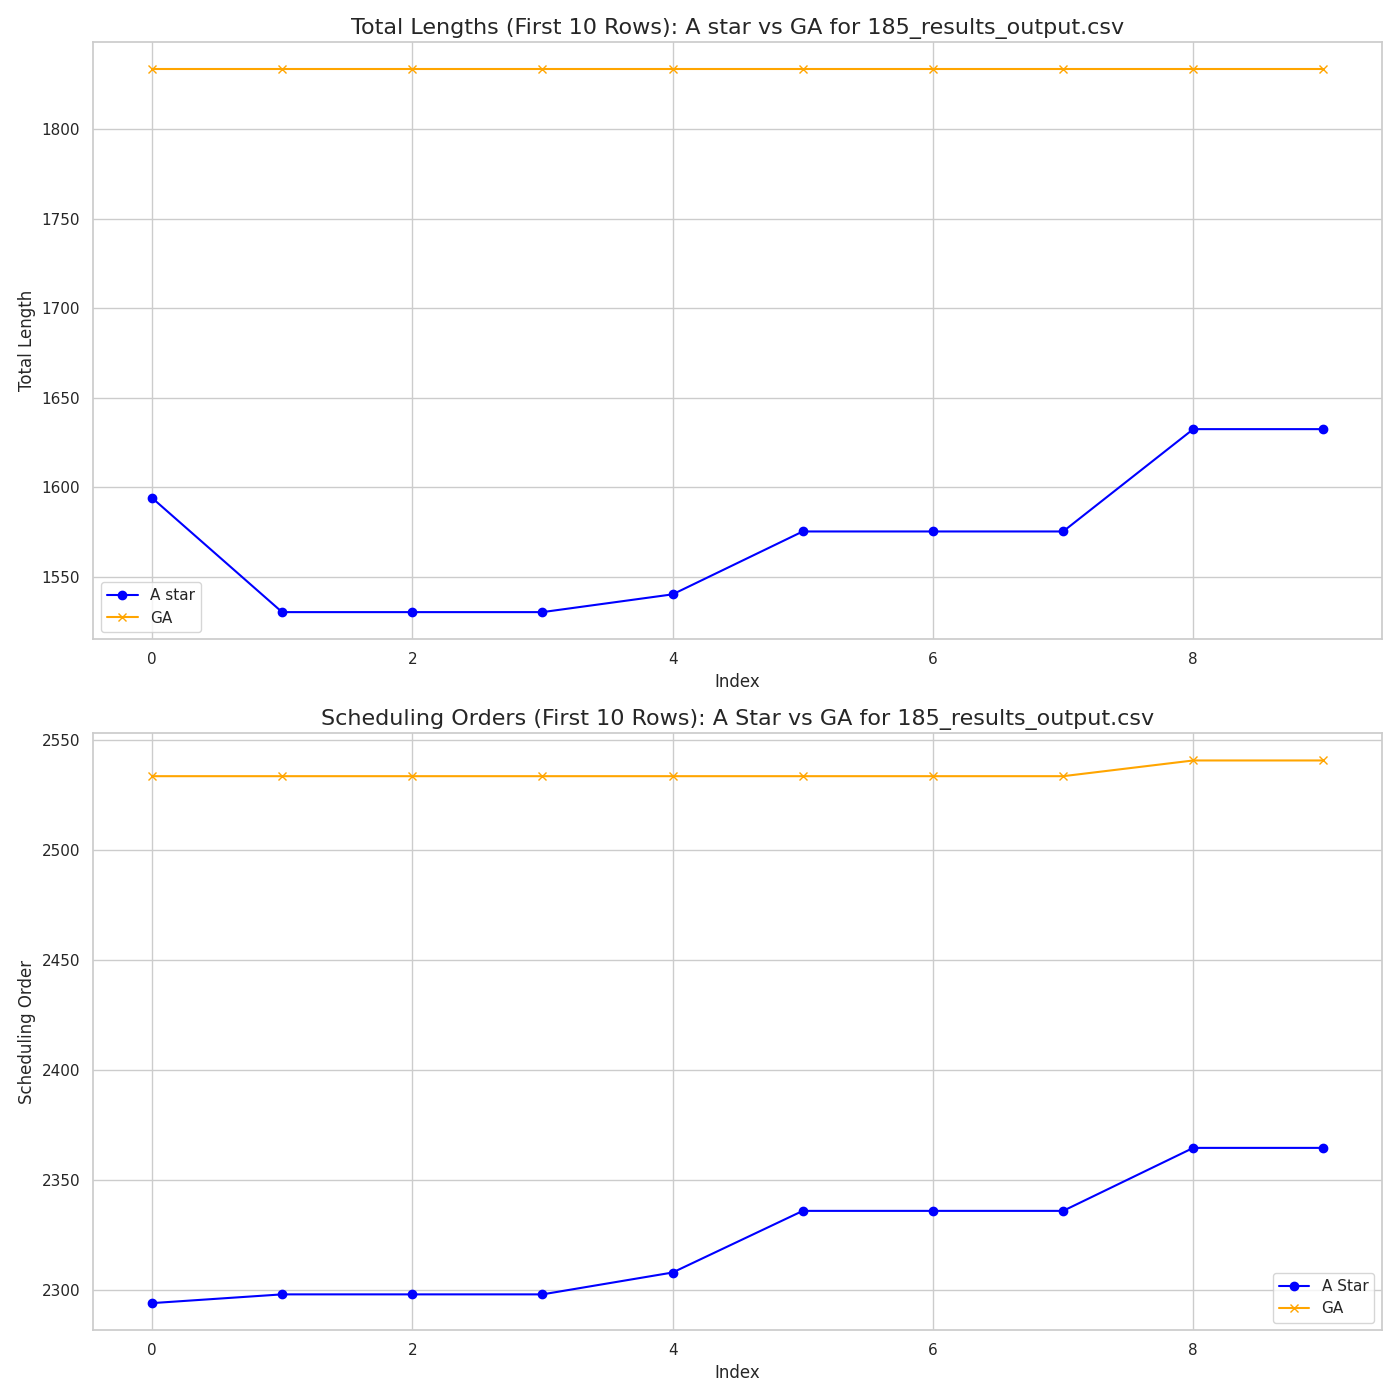 Total Lengths (First 10 Rows): A star vs GA for 185_results_output.csv
Total Length
1800
1750
1700
1650
1600
1550
A star
GA
0
2
4
6
8
Index
Scheduling Orders (First 10 Rows): A Star vs GA for 185_results_output.csv
Scheduling Order
2550
2500
2450
2400
2350
2300
A Star
GA
0
2
4
6
8
Index